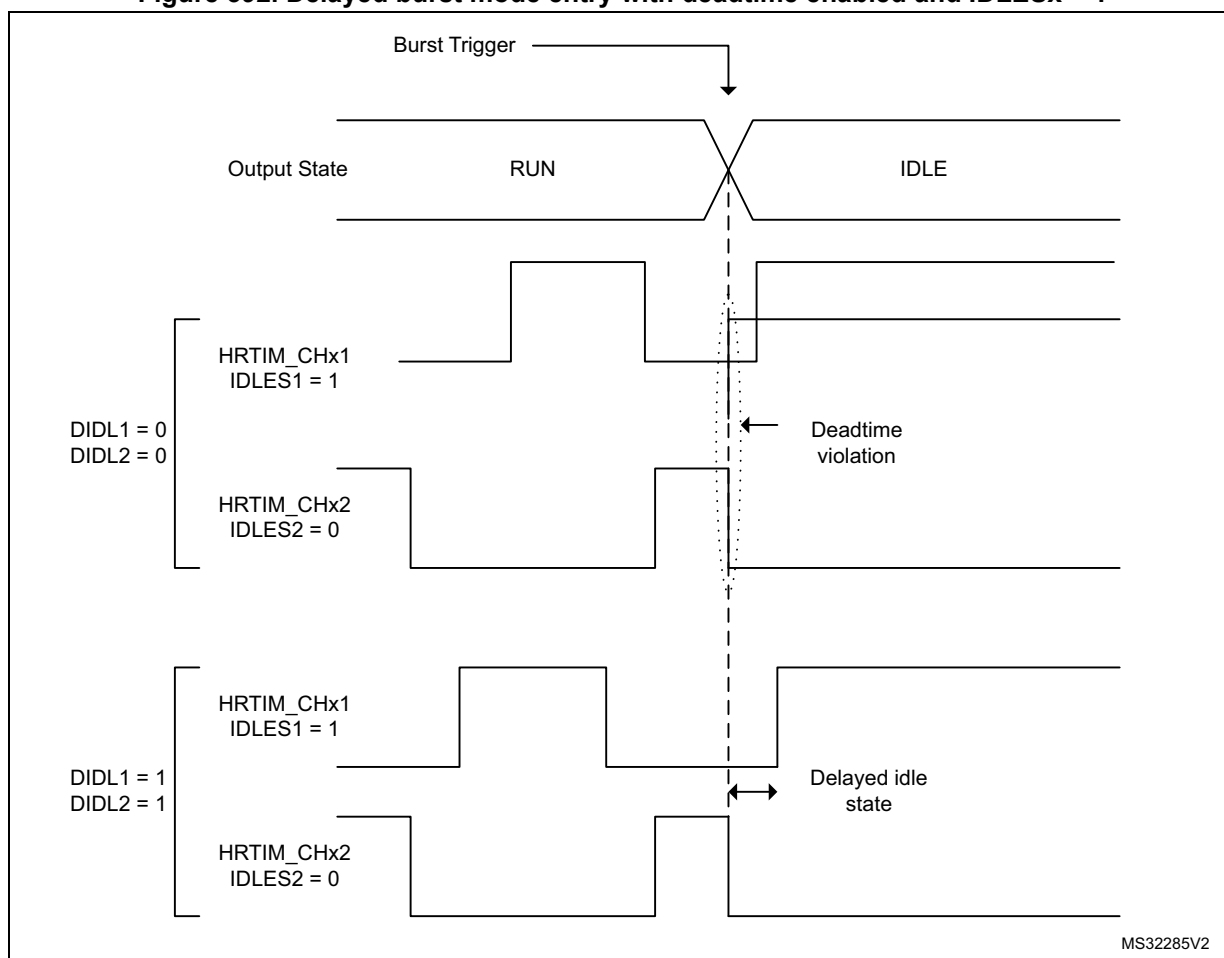 Burst Trigger
Output State
RUN
IDLE
HRTIM_CHx1
IDLES1 = 1
DIDL1 = 0
DIDL2 = 0
Deadtime
violation
HRTIM_CHx2
IDLES2 = 0
HRTIM_CHx1
IDLES1 = 1
DIDL1 = 1
DIDL2 = 1
Delayed idle
state
HRTIM_CHx2
IDLES2 = 0
MS32285V2